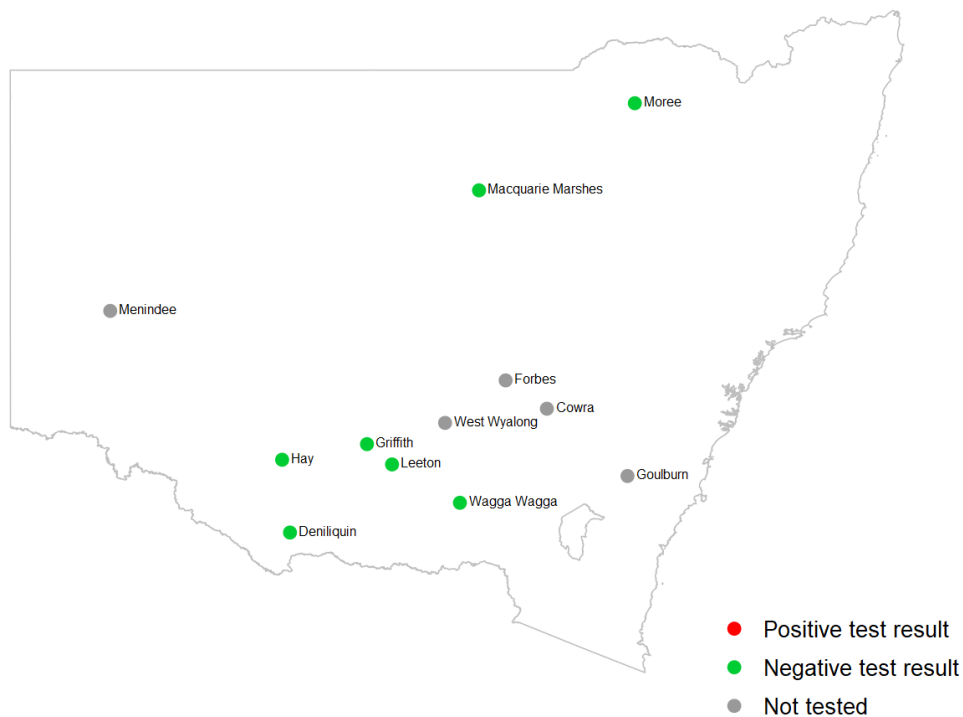 Moree
Macquarie Marshes
Menindee
Forbes
Cowra
West Wyalong
Griffith
Hay
Leeton
Goulburn
Wagga Wagga
Deniliquin
Positive test result
Negative test result
Not tested